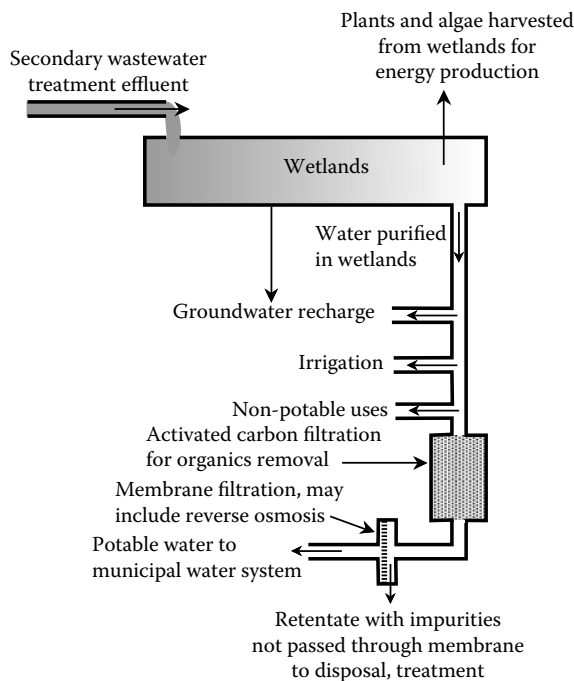 Plants and algae harvested
from wetlands for
energy production
Secondary wastewater
treatment effluent
Wetlands
Water purified
in wetlands
Groundwater recharge
Irrigation
Non-potable uses
Activated carbon filtration
for organics removal
Membrane filtration, may
include reverse osmosis
Potable water to
municipal water system
Retentate with impurities
not passed through membrane
to disposal, treatment